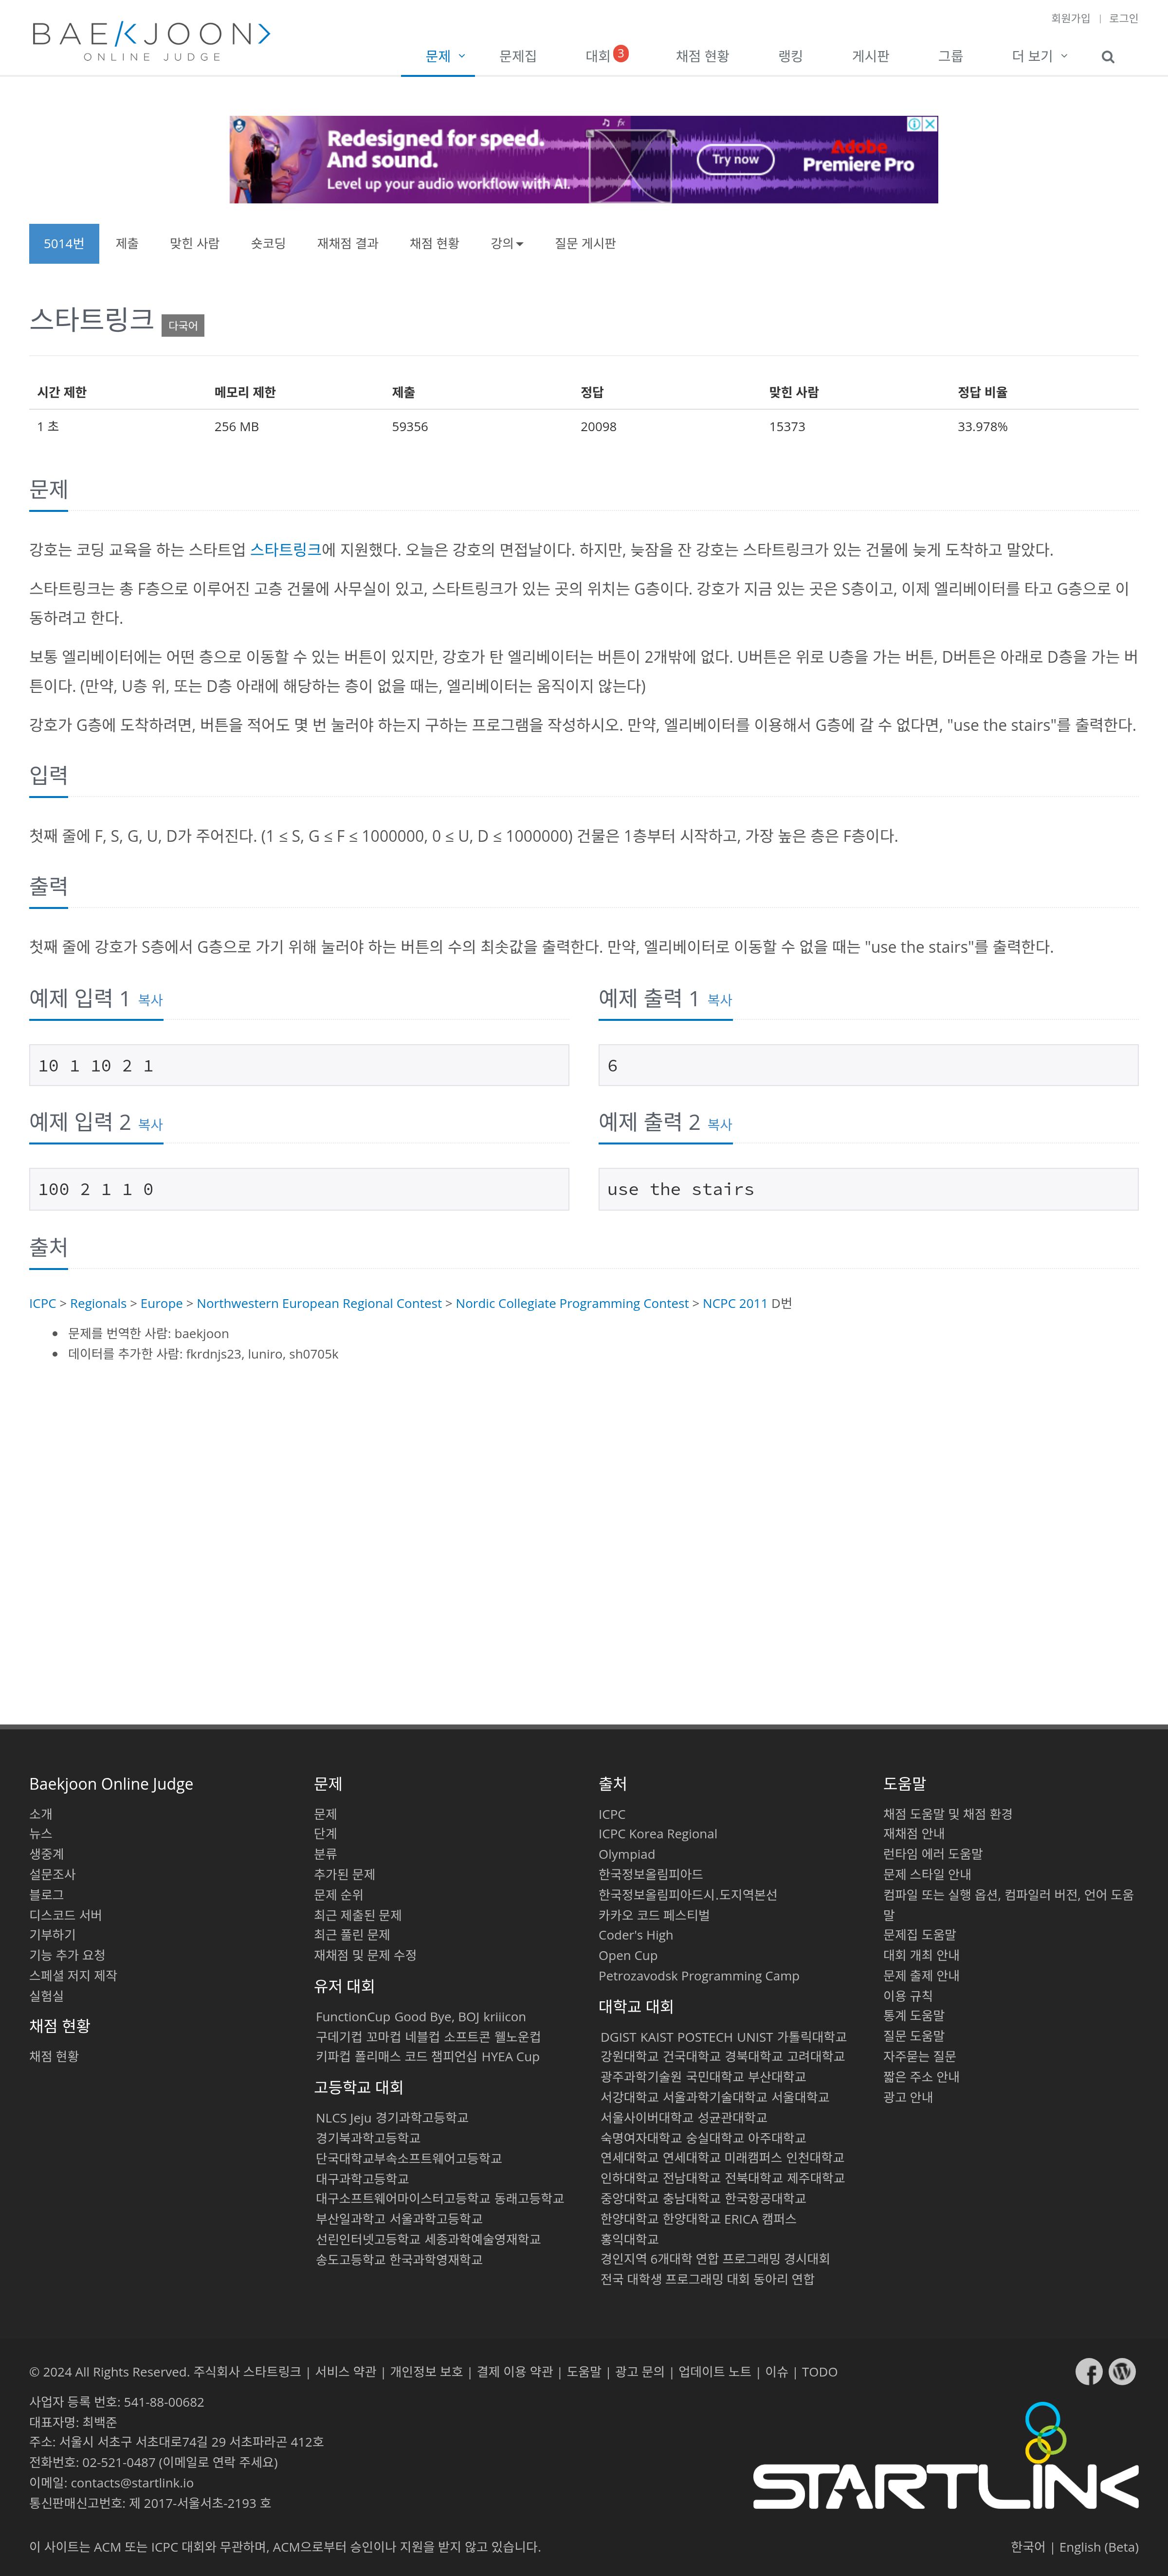 회원가입 | 로그인
BAEKJOON>
ONLINE JUDGE
문제 문제집 대회 3 채점 현황 랭킹 게시판 그룹 더 보기
Redesigned for speed.
And sound.
Level up your audio workflow with AI.
fx
Try now
Adobe
Premiere Pro
5014번 제출 맞힌 사람 숏코딩 재채점 결과 채점 현황 강의 질문 게시판
스타트링크 다국어
시간 제한 메모리 제한 제출 정답 맞힌 사람 정답 비율
1 초 256 MB 59356 20098 15373 33.978%
문제
강호는 코딩 교육을 하는 스타트업 스타트링크에 지원했다. 오늘은 강호의 면접날이다. 하지만, 늦잠을 잔 강호는 스타트링크가 있는 건물에 늦게 도착하고 말았다.
스타트링크는 총 F층으로 이루어진 고층 건물에 사무실이 있고, 스타트링크가 있는 곳의 위치는 G층이다. 강호가 지금 있는 곳은 S층이고, 이제 엘리베이터를 타고 G층으로 이
동하려고 한다.
보통 엘리베이터에는 어떤 층으로 이동할 수 있는 버튼이 있지만, 강호가 탄 엘리베이터는 버튼이 2개밖에 없다. U버튼은 위로 U층을 가는 버튼, D버튼은 아래로 D층을 가는 버
튼이다. (만약, U층 위, 또는 D층 아래에 해당하는 층이 없을 때는, 엘리베이터는 움직이지 않는다)
강호가 G층에 도착하려면, 버튼을 적어도 몇 번 눌러야 하는지 구하는 프로그램을 작성하시오. 만약, 엘리베이터를 이용해서 G층에 갈 수 없다면, "use the stairs"를 출력한다.
입력
첫째 줄에 F, S, G, U, D가 주어진다. (1 ≤ S, G ≤ F ≤ 1000000, 0 ≤ U, D ≤ 1000000) 건물은 1층부터 시작하고, 가장 높은 층은 F층이다.
출력
첫째 줄에 강호가 S층에서 G층으로 가기 위해 눌러야 하는 버튼의 수의 최솟값을 출력한다. 만약, 엘리베이터로 이동할 수 없을 때는 "use the stairs"를 출력한다.
예제 입력 1 복사
10 1 10 2 1
예제 출력 1 복사
6
예제 입력 2 복사
100 2 1 1 0
예제 출력 2 복사
use the stairs
출처
ICPC > Regionals > Europe > Northwestern European Regional Contest > Nordic Collegiate Programming Contest > NCPC 2011 D번
• 문제를 번역한 사람: baekjoon
• 데이터를 추가한 사람: fkrdnjs23, luniro, sh0705k
Baekjoon Online Judge
소개
뉴스
생중계
설문조사
블로그
디스코드 서버
기부하기
기능 추가 요청
스페셜 저지 제작
실험실
채점 현황
채점 현황
문제
문제
단계
분류
추가된 문제
문제 순위
최근 제출된 문제
최근 풀린 문제
재채점 및 문제 수정
유저 대회
FunctionCup Good Bye, BOJ kriiicon
구데기컵 꼬마컵 네블컵 소프트콘 웰노운컵
키파컵 폴리매스 코드 챔피언십 HYEA Cup
고등학교 대회
NLCS Jeju 경기과학고등학교
경기북과학고등학교
단국대학교부속소프트웨어고등학교
대구과학고등학교
대구소프트웨어마이스터고등학교 동래고등학교
부산일과학고 서울과학고등학교
선린인터넷고등학교 세종과학예술영재학교
송도고등학교 한국과학영재학교
출처
ICPC
ICPC Korea Regional
Olympiad
한국정보올림피아드
한국정보올림피아드시.도지역본선
카카오 코드 페스티벌
Coder's High
Open Cup
Petrozavodsk Programming Camp
대학교 대회
DGIST KAIST POSTECH UNIST 가톨릭대학교
강원대학교 건국대학교 경북대학교 고려대학교
광주과학기술원 국민대학교 부산대학교
서강대학교 서울과학기술대학교 서울대학교
서울사이버대학교 성균관대학교
숙명여자대학교 숭실대학교 아주대학교
연세대학교 연세대학교 미래캠퍼스 인천대학교
인하대학교 전남대학교 전북대학교 제주대학교
중앙대학교 충남대학교 한국항공대학교
한양대학교 한양대학교 ERICA 캠퍼스
홍익대학교
경인지역 6개대학 연합 프로그래밍 경시대회
전국 대학생 프로그래밍 대회 동아리 연합
도움말
채점 도움말 및 채점 환경
재채점 안내
런타임 에러 도움말
문제 스타일 안내
컴파일 또는 실행 옵션, 컴파일러 버전, 언어 도움
말
문제집 도움말
대회 개최 안내
문제 출제 안내
이용 규칙
통계 도움말
질문 도움말
자주묻는 질문
짧은 주소 안내
광고 안내
© 2024 All Rights Reserved. 주식회사 스타트링크 | 서비스 약관 | 개인정보 보호 | 결제 이용 약관 | 도움말 | 광고 문의 | 업데이트 노트 | 이슈 | TODO
사업자 등록 번호: 541-88-00682
대표자명: 최백준
주소: 서울시 서초구 서초대로74길 29 서초파라곤 412호
전화번호: 02-521-0487 (이메일로 연락 주세요)
이메일: contacts@startlink.io
통신판매신고번호: 제 2017-서울서초-2193 호
STARTLINK
이 사이트는 ACM 또는 ICPC 대회와 무관하며, ACM으로부터 승인이나 지원을 받지 않고 있습니다.
한국어 | English (Beta)